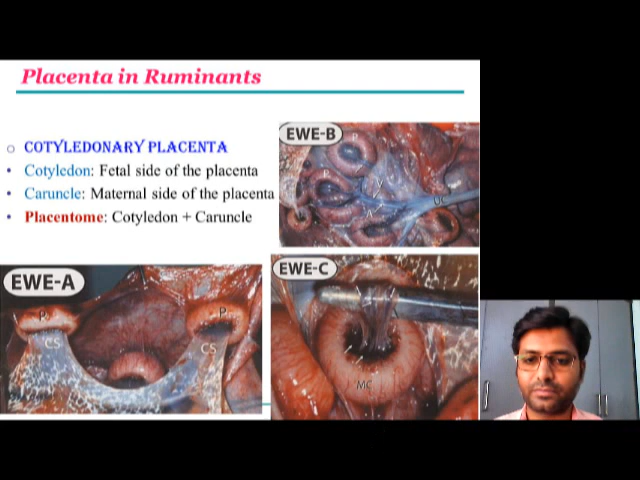 Placenta in Ruminants
COTYLEDONARY PLACENTA
Cotyledon: Fetal side of the placenta
Caruncle: Maternal side of the placenta
Placentome: Cotyledon + Caruncle
EWE-B
P
V
A
UC
EWE-A
P
P
CS
CS
EWE-C
MC